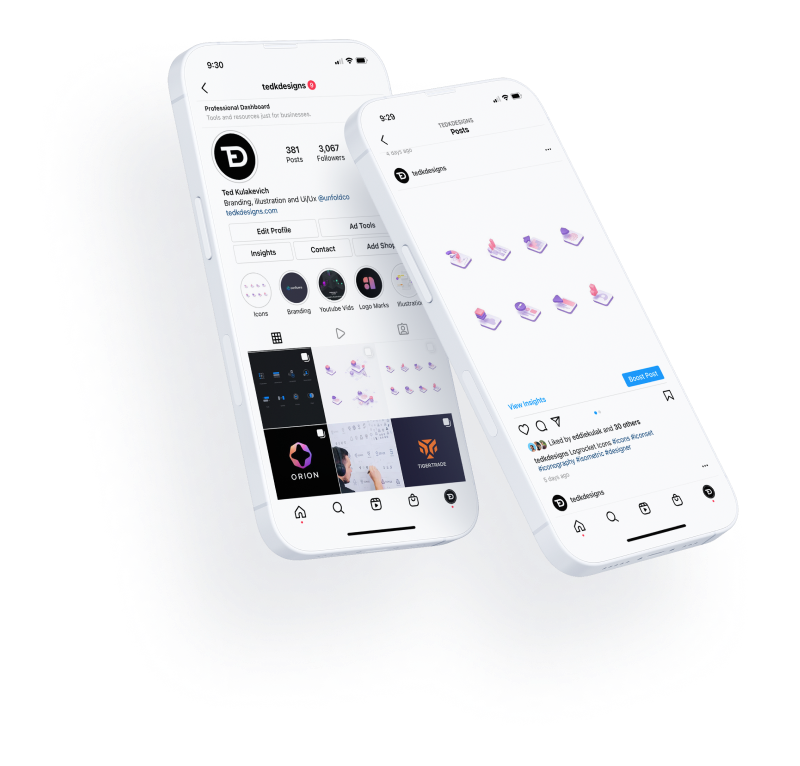 9:30
tedkdesigns 9
Professional Dashboard
Tools and resources just for businesses.
TED
381
Posts
3,067
Followers
Ted Kulakevich
Branding, illustration and Ui/Ux @unfoldco
tedkdesigns.com
Edit Profile
Ad Tools
Insights
Contact
Add Shop
Icons
Branding
Youtube Vids
Logo Marks
Illustration
ORION
TIGERTRADE
9:29
TEDKDESIGNS
Posts
4 days ago
tedkdesigns
View Insights
Boost Post
Liked by eddiekulak and 30 others
tedkdesigns Logrocket Icons #icons #iconset
#iconography #isometric #designer
5 days ago
tedkdesigns